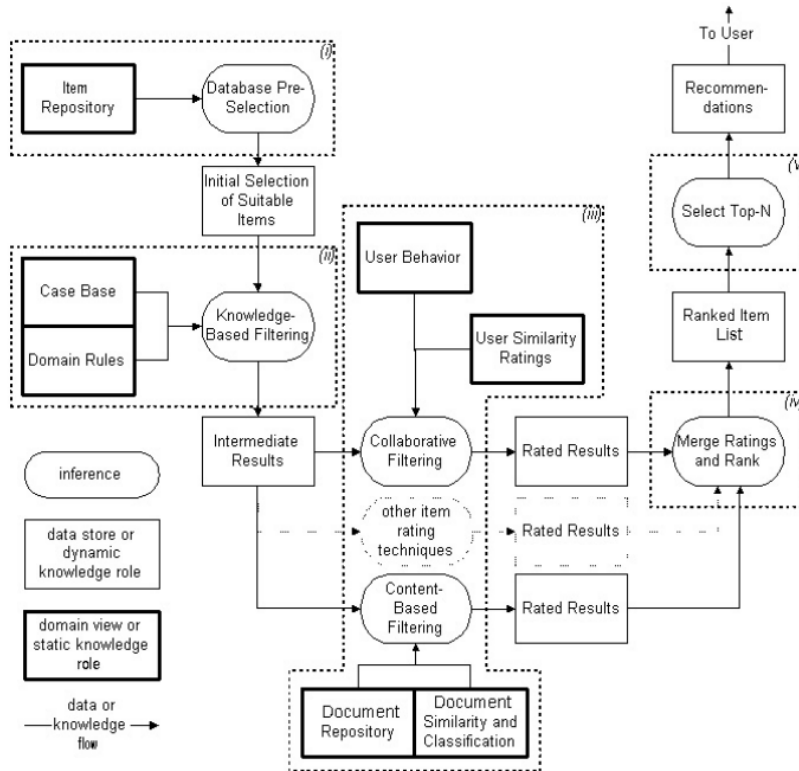 To User
(i)
Item
Repository
Database Pre-
Selection
Recommen-
dations
Initial Selection
of Suitable
Items
(v
Select Top-N
(ii)
Case Base
Domain Rules
Knowledge-
Based Filtering
(iii)
User Behavior
User Similarity
Ratings
Ranked Item
List
(iv
Intermediate
Results
Collaborative
Filtering
Rated Results
Merge Ratings
and Rank
other item
rating
techniques
Rated Results
Content-
Based
Filtering
Rated Results
Document
Repository
Document
Similarity and
Classification
inference
data store or
dynamic
knowledge role
domain view or
static knowledge
role
data or
knowledge
flow